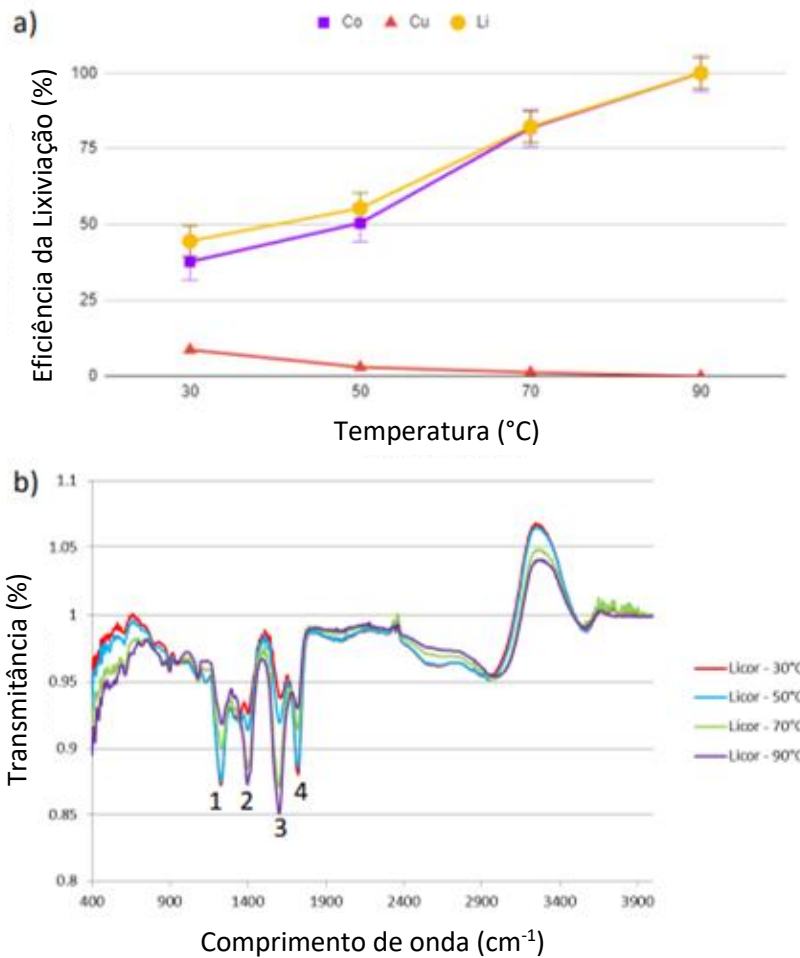 a)
Co Cu Li
Eficiência da Lixiviação (%)
100
75
50
25
0
30 50 70 90
Temperatura (°C)
b)
Transmitância (%)
1.1
1.05
1
0.95
0.9
0.85
0.8
1 2 3 4
400 900 1400 1900 2400 2900 3400 3900
Comprimento de onda (cm⁻¹)
Licor - 30°C
Licor - 50°C
Licor - 70°C
Licor - 90°C